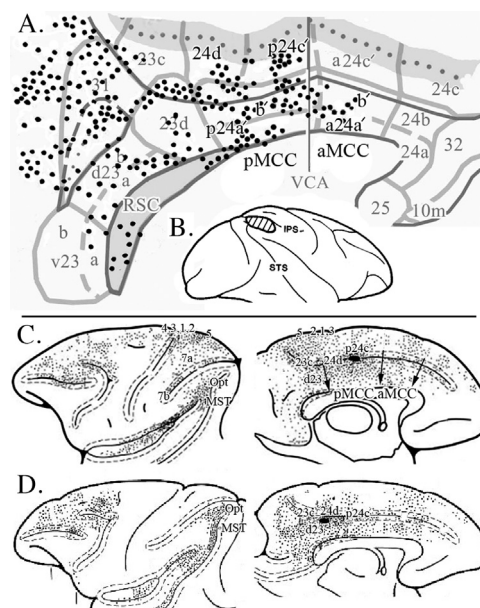 A.
23c 24d p24c′ a24c′
31 24c
b′ b′
23d p24a′ a24a′ 24b
b 32
d23 24a
a pMCC aMCC
RSC VCA
b 25 10m
v23 a
B. IPS
STS
C.
4,3,1,2 5 5 2,1,3
7a p24c′
23c 24d
Opt d23
7b MST pMCC aMCC
D.
Opt 23c 24d p24c′
MST d23